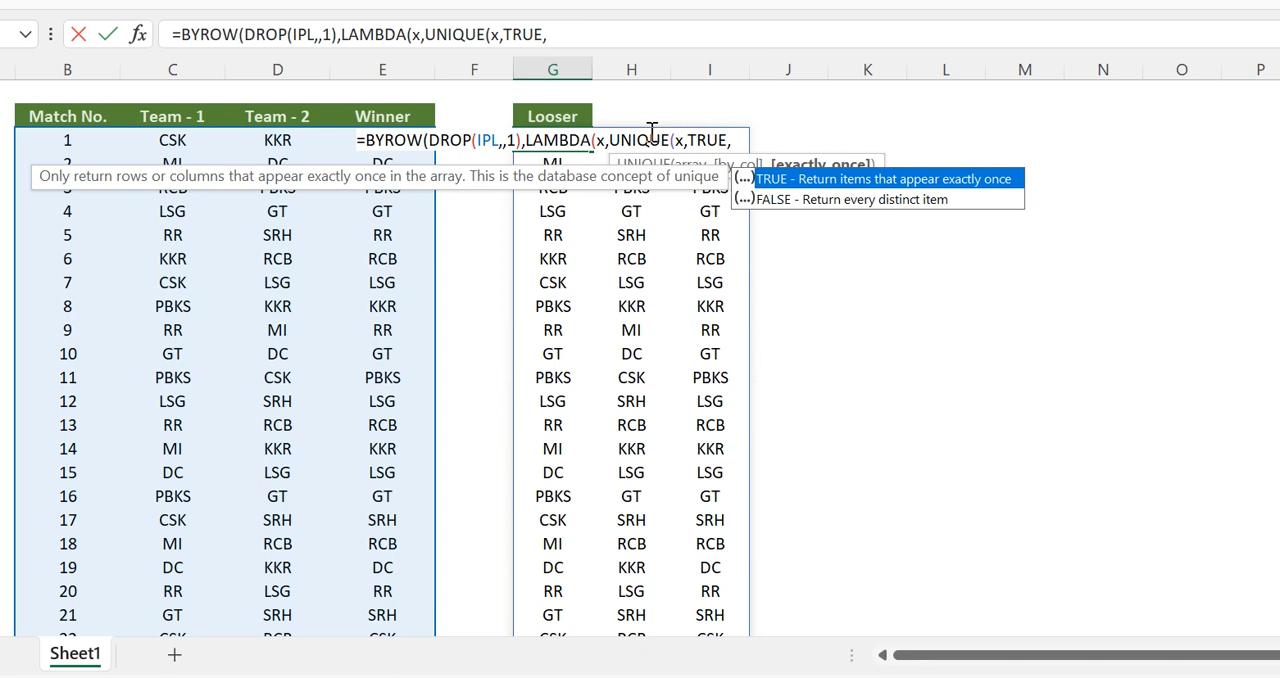 fx =BYROW(DROP(IPL,,1),LAMBDA(x,UNIQUE(x,TRUE,
B C D E F G H I J K L M N O P
Match No. Team - 1 Team - 2 Winner Looser
1 CSK KKR =BYROW(DROP(IPL,,1),LAMBDA(x,UNIQUE(x,TRUE,
UNIQUE(array, [by_col], [exactly_once])
Only return rows or columns that appear exactly once in the array. This is the database concept of unique
(...)TRUE - Return items that appear exactly once
(...)FALSE - Return every distinct item
4 LSG GT GT LSG GT GT
5 RR SRH RR RR SRH RR
6 KKR RCB RCB KKR RCB RCB
7 CSK LSG LSG CSK LSG LSG
8 PBKS KKR KKR PBKS KKR KKR
9 RR MI RR RR MI RR
10 GT DC GT GT DC GT
11 PBKS CSK PBKS PBKS CSK PBKS
12 LSG SRH LSG LSG SRH LSG
13 RR RCB RCB RR RCB RCB
14 MI KKR KKR MI KKR KKR
15 DC LSG LSG DC LSG LSG
16 PBKS GT GT PBKS GT GT
17 CSK SRH SRH CSK SRH SRH
18 MI RCB RCB MI RCB RCB
19 DC KKR DC DC KKR DC
20 RR LSG RR RR LSG RR
21 GT SRH SRH GT SRH SRH
Sheet1